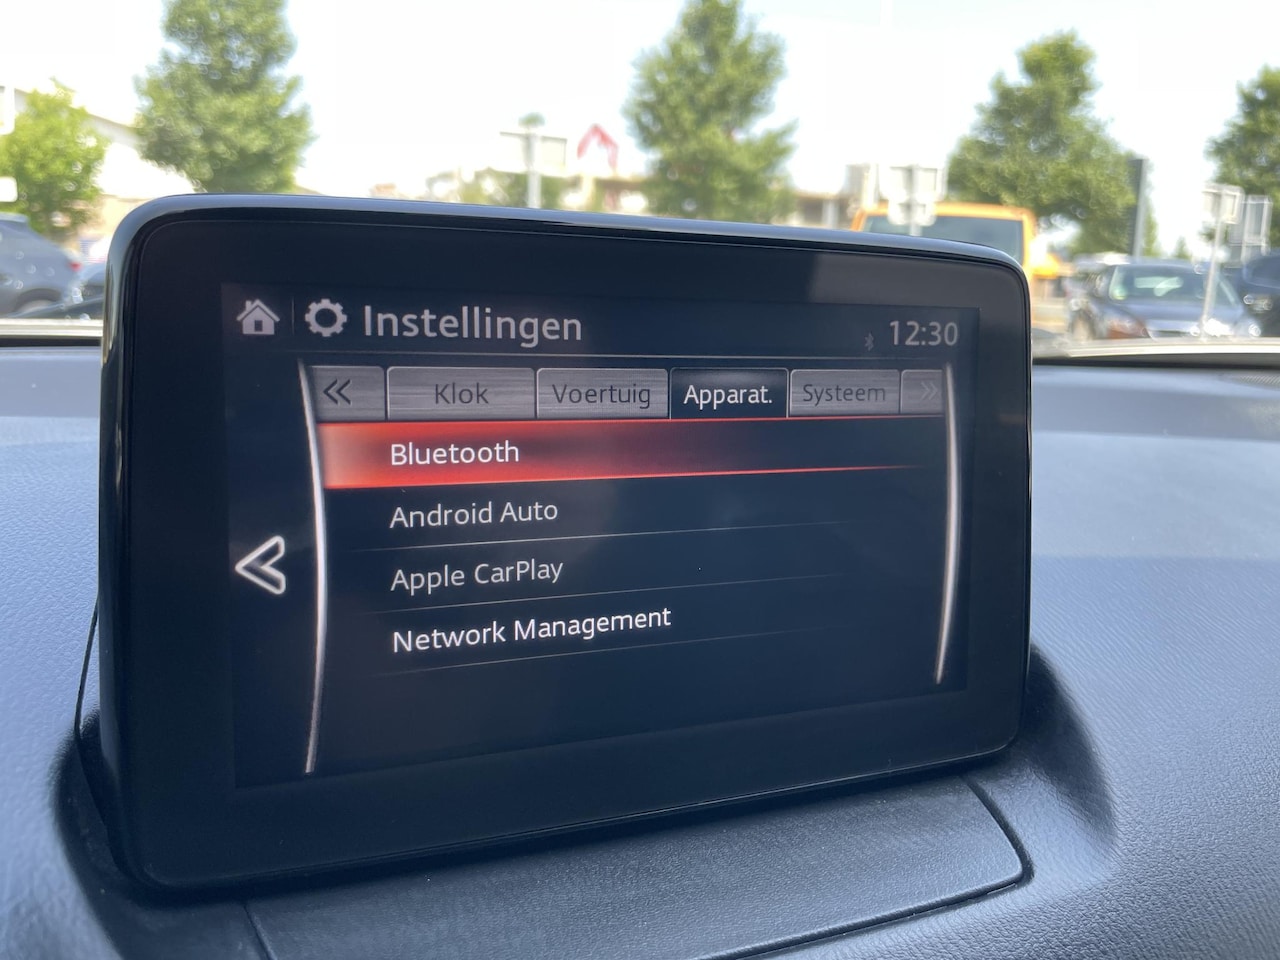 Instellingen
12:30
Klok Voertuig Apparat. Systeem
Bluetooth
Android Auto
Apple CarPlay
Network Management